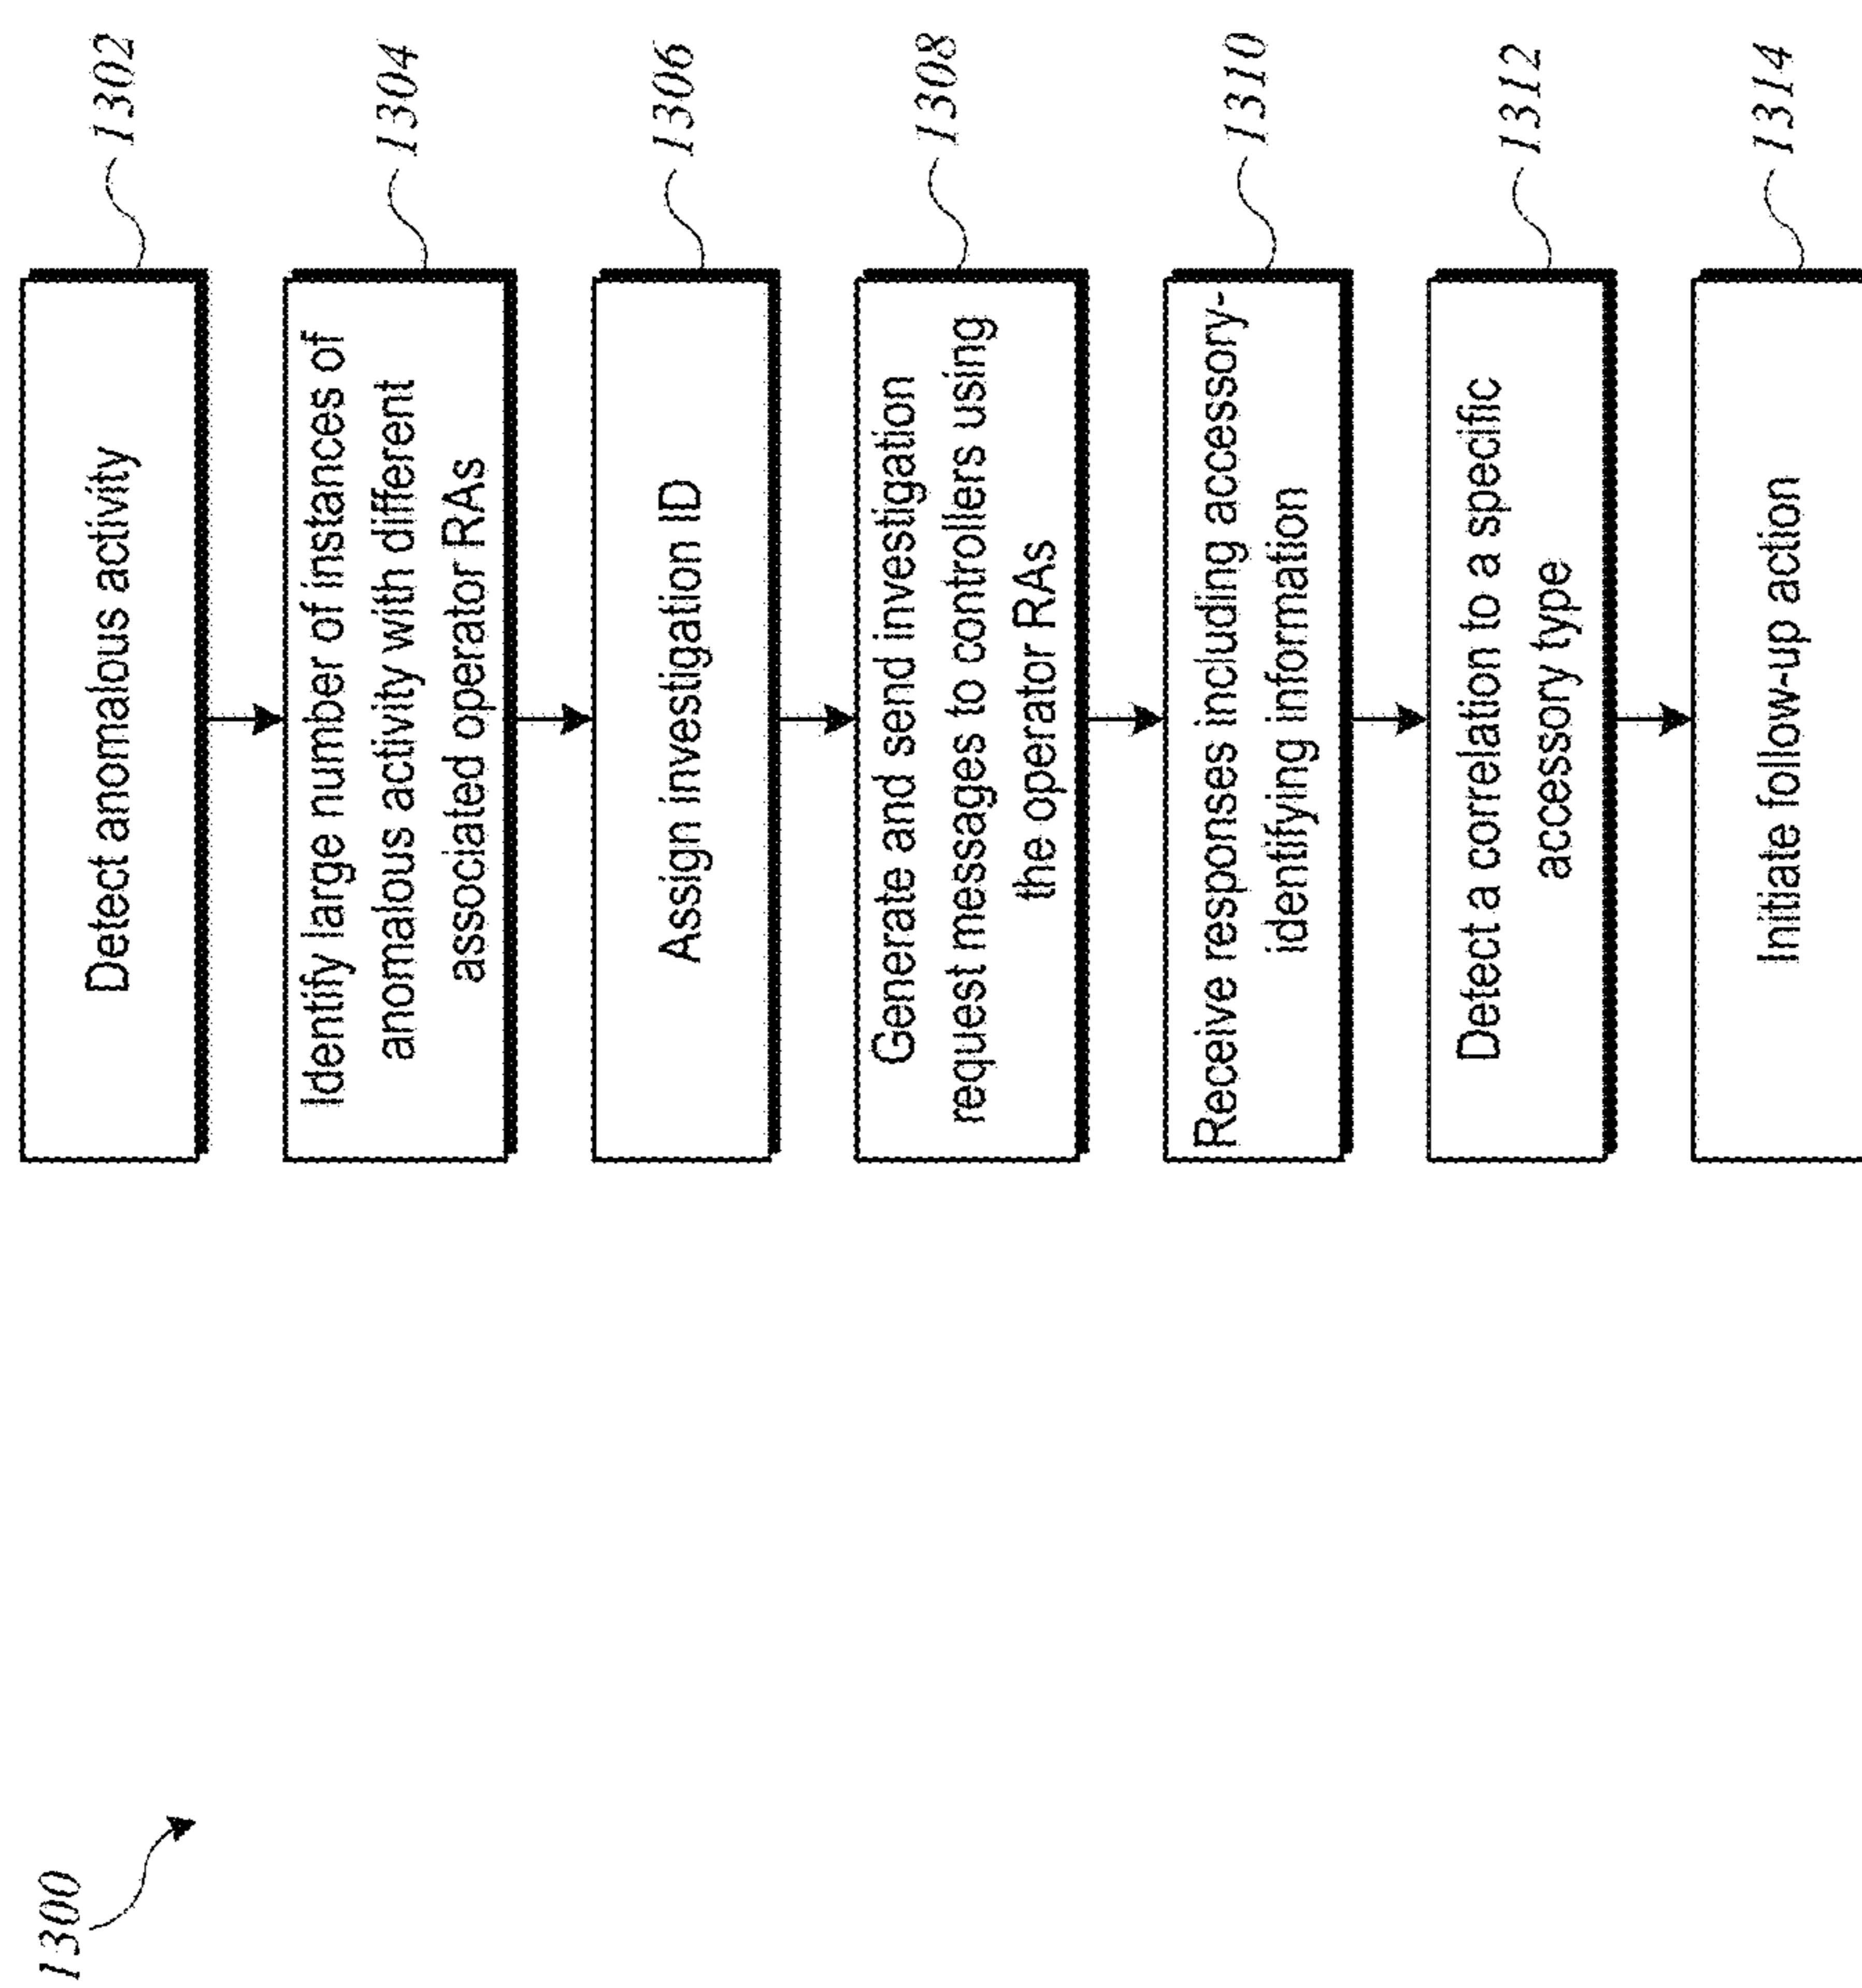 1300
Detect anomalous activity
1302
Identify large number of instances of
anomalous activity with different
associated operator RAs
1304
Assign investigation ID
1306
Generate and send investigation
request messages to controllers using
the operator RAs
1308
Receive responses including accessory-
identifying information
1310
Detect a correlation to a specific
accessory type
1312
Initiate follow-up action
1314